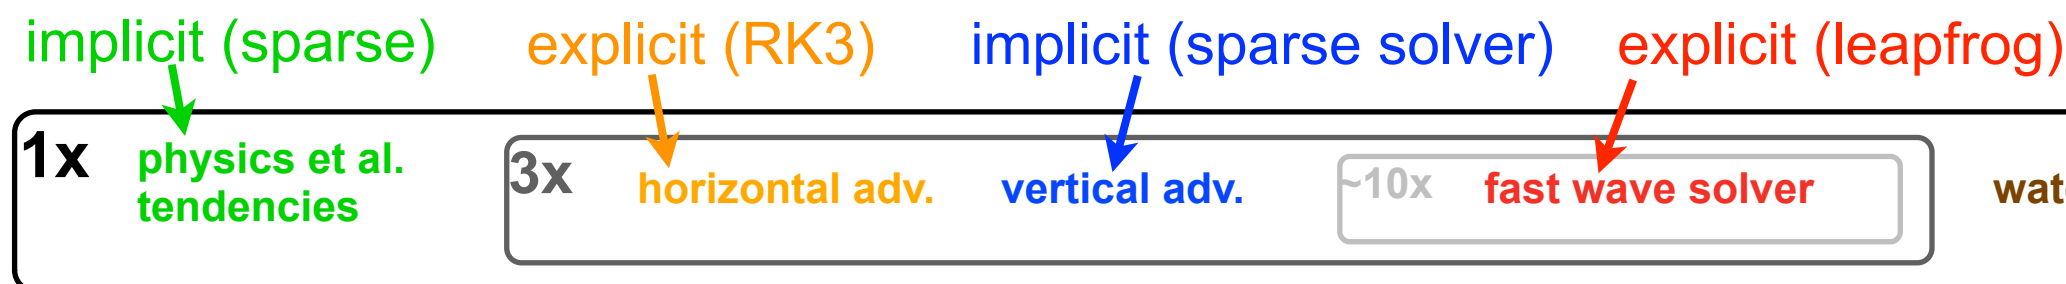 implicit (sparse) explicit (RK3) implicit (sparse solver) explicit (leapfrog)
1x physics et al. tendencies
3x horizontal adv. vertical adv. ~10x fast wave solver